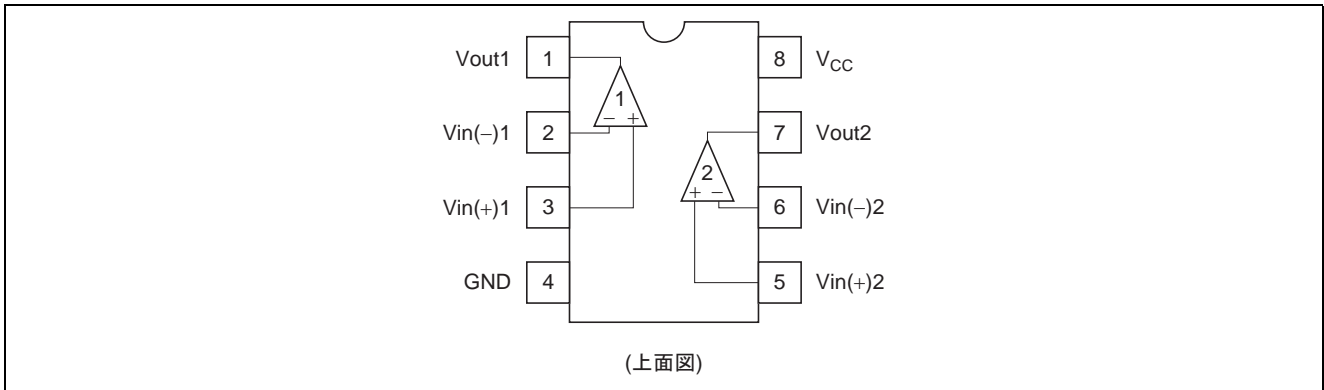 Vout1 1 8 VCC
1
Vin(−)1 2 − + 7 Vout2
2
Vin(+)1 3 + − 6 Vin(−)2
GND 4 5 Vin(+)2
(上面図)